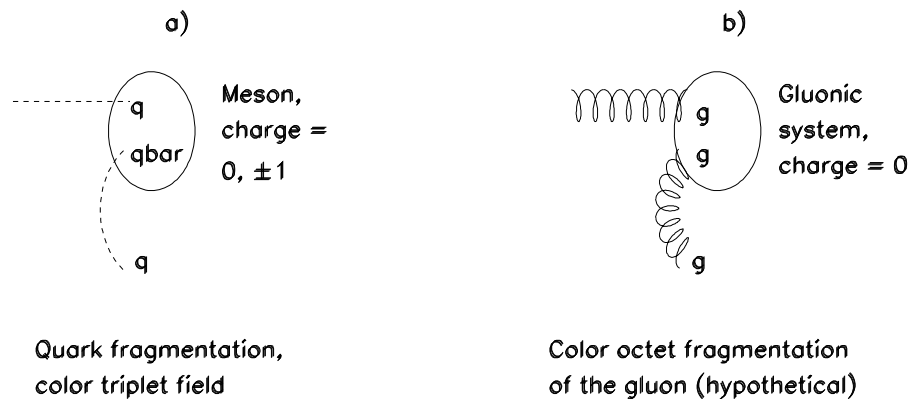 a)
q
qbar
q
Meson,
charge =
0, ±1
Quark fragmentation,
color triplet field
b)
g
g
g
Gluonic
system,
charge = 0
Color octet fragmentation
of the gluon (hypothetical)